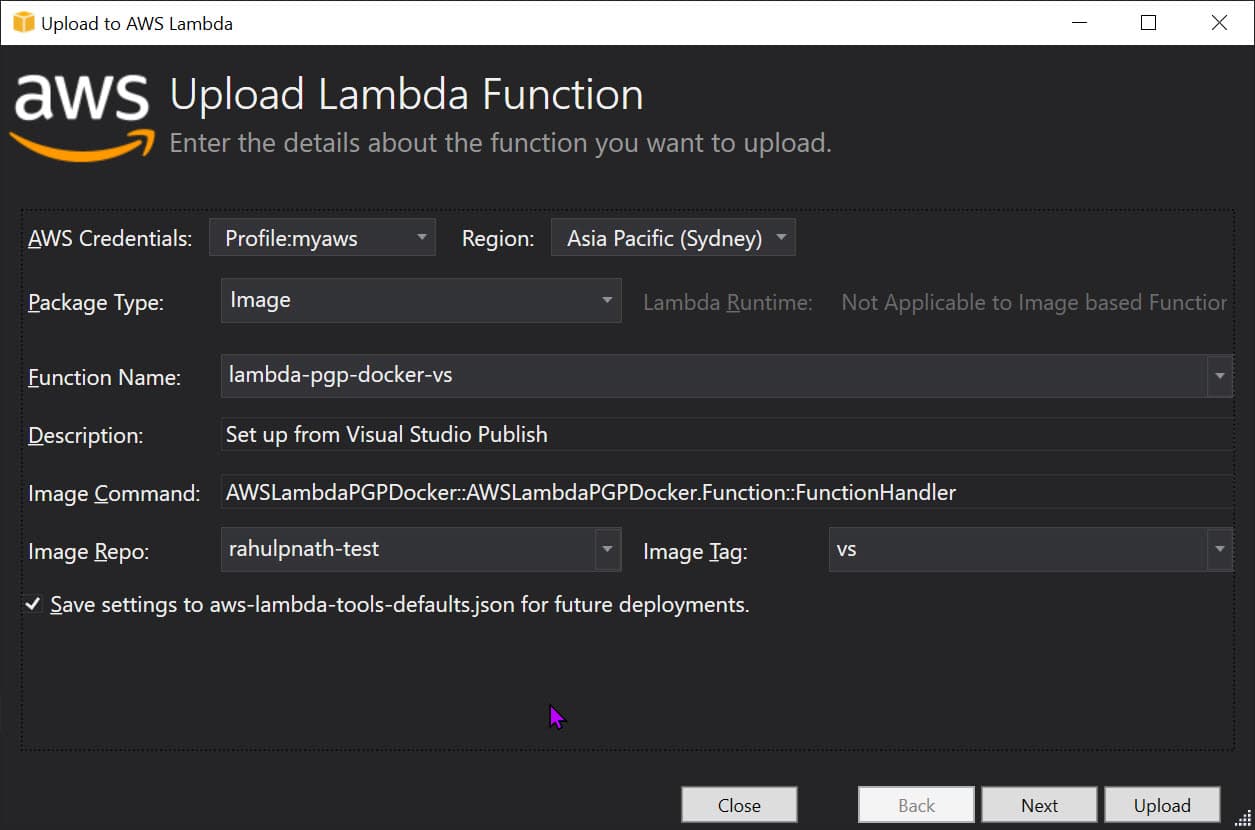 Upload to AWS Lambda
aws
Upload Lambda Function
Enter the details about the function you want to upload.
AWS Credentials: Profile:myaws Region: Asia Pacific (Sydney)
Package Type: Image Lambda Runtime: Not Applicable to Image based Function
Function Name: lambda-pgp-docker-vs
Description: Set up from Visual Studio Publish
Image Command: AWSLambdaPGPDocker::AWSLambdaPGPDocker.Function::FunctionHandler
Image Repo: rahulpnath-test Image Tag: vs
Save settings to aws-lambda-tools-defaults.json for future deployments.
Close Back Next Upload